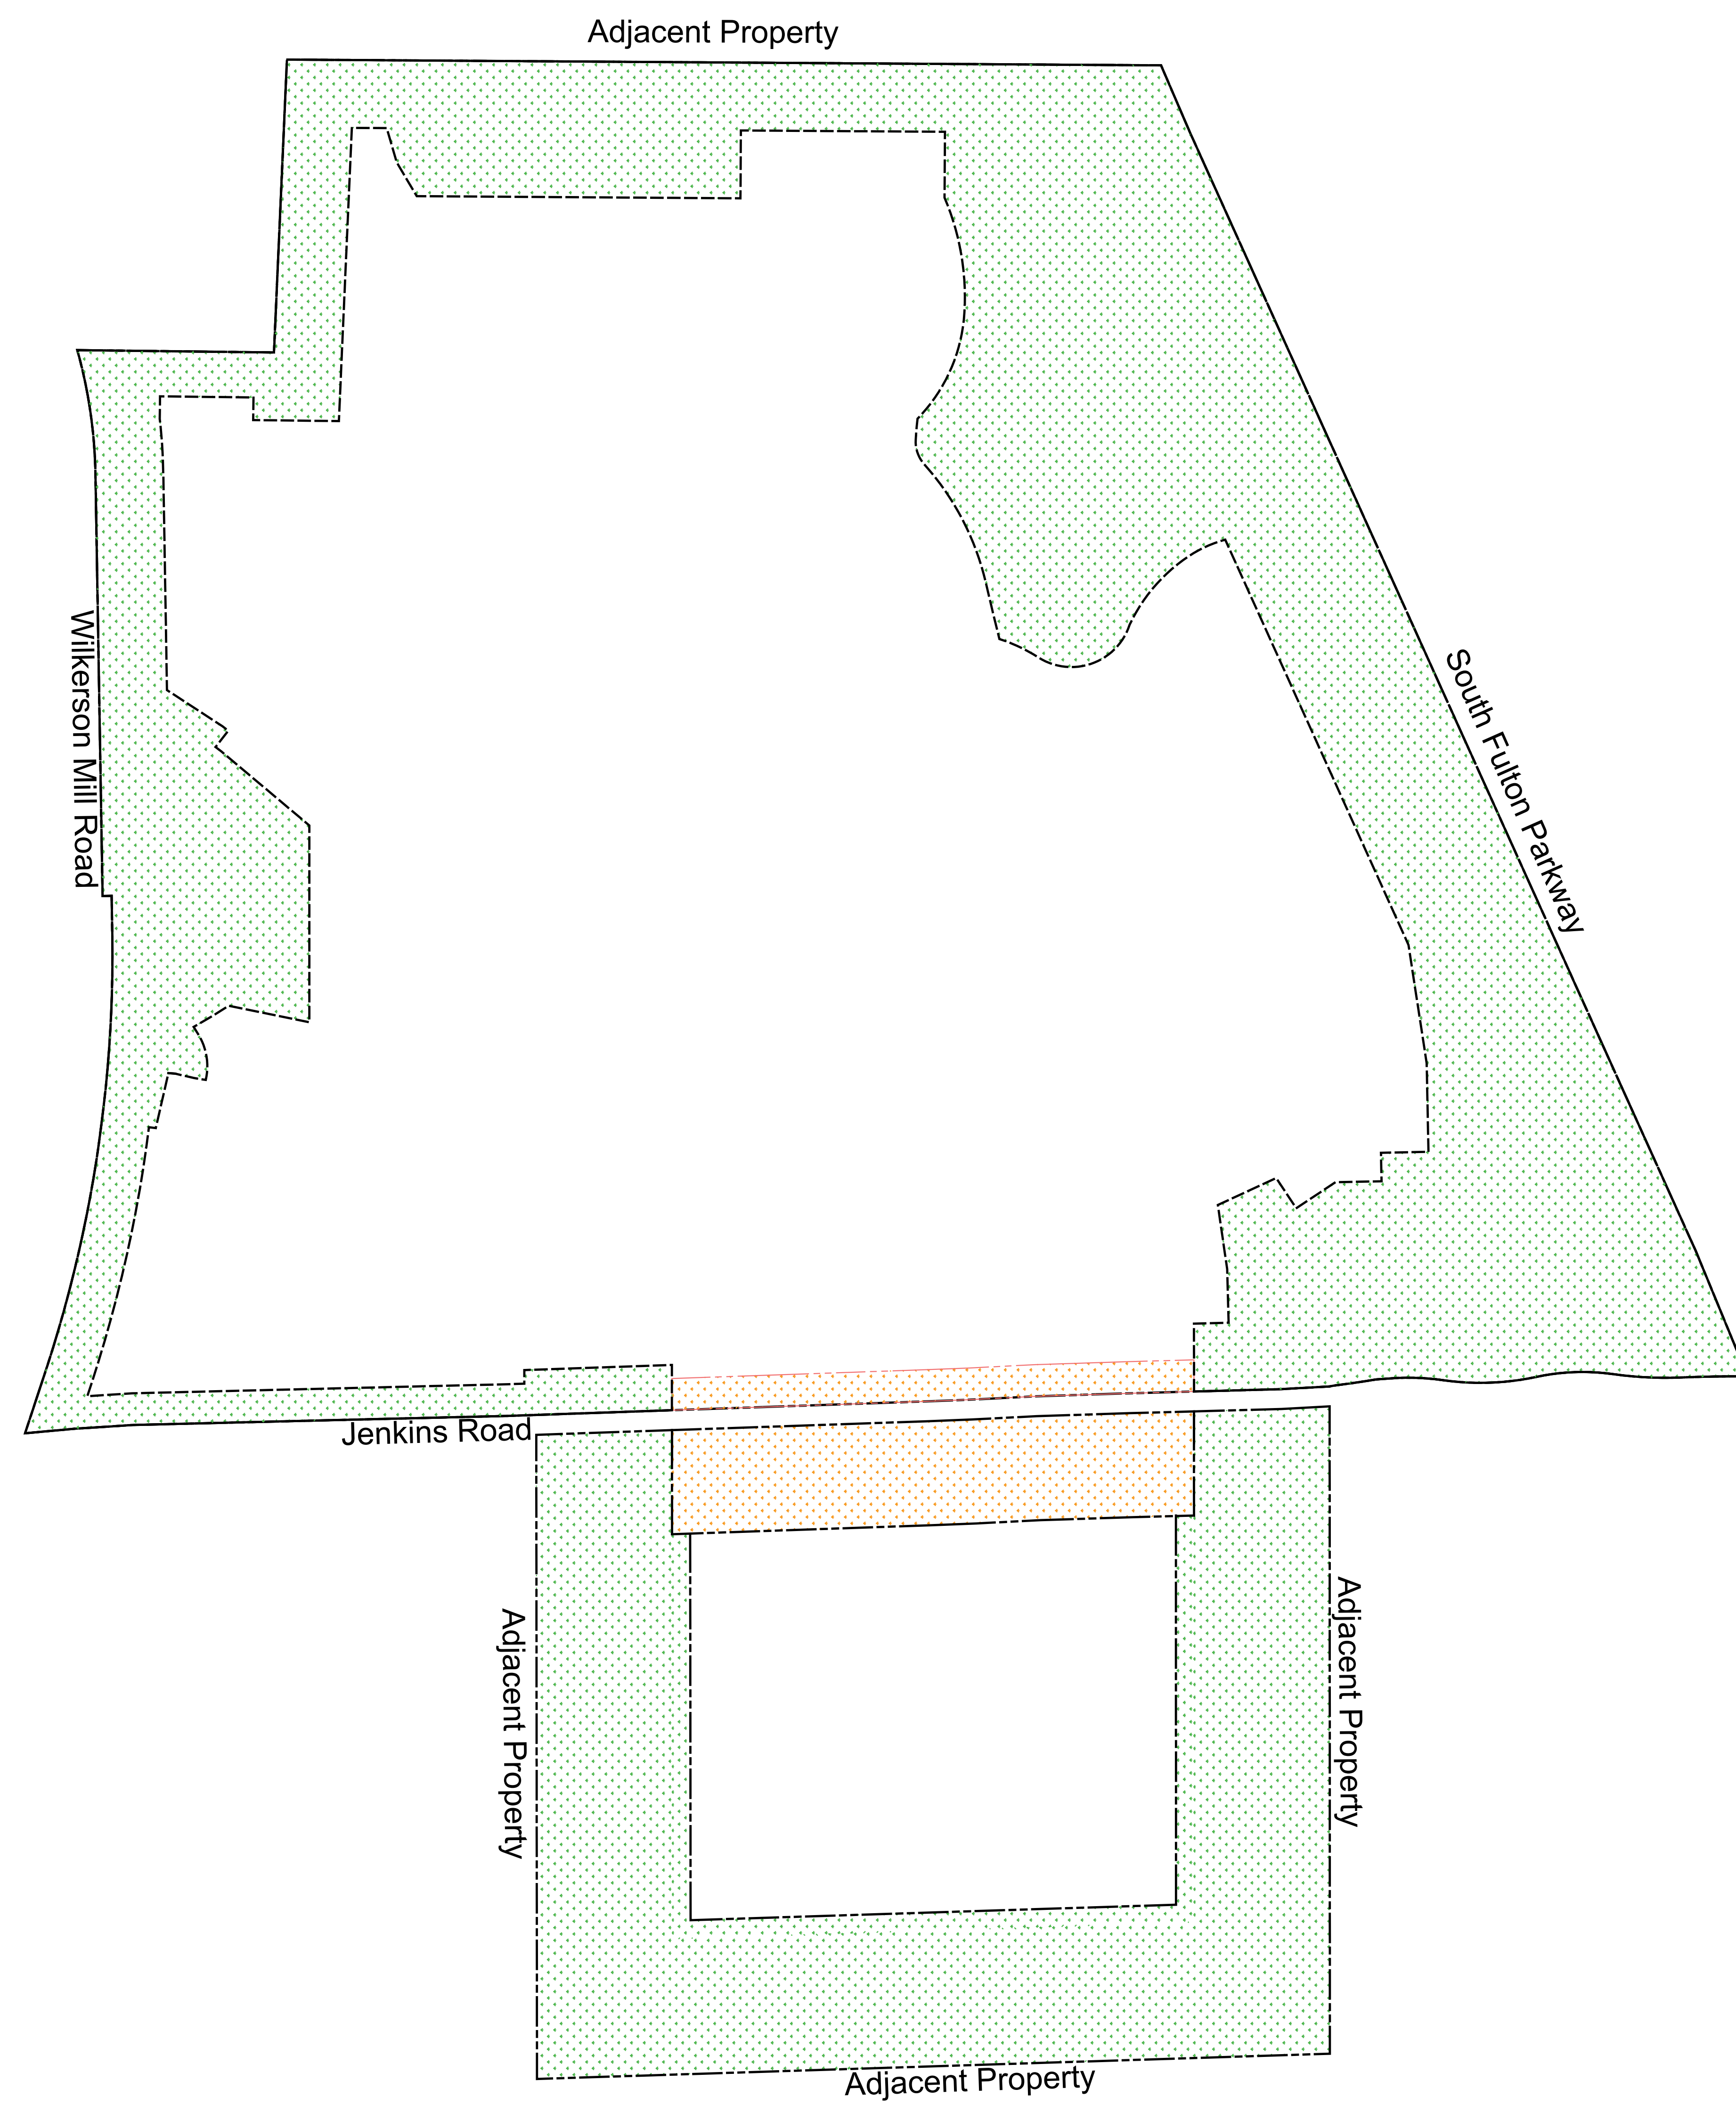 Adjacent Property
Wilkerson Mill Road
South Fulton Parkway
Jenkins Road
Adjacent Property
Adjacent Property
Adjacent Property